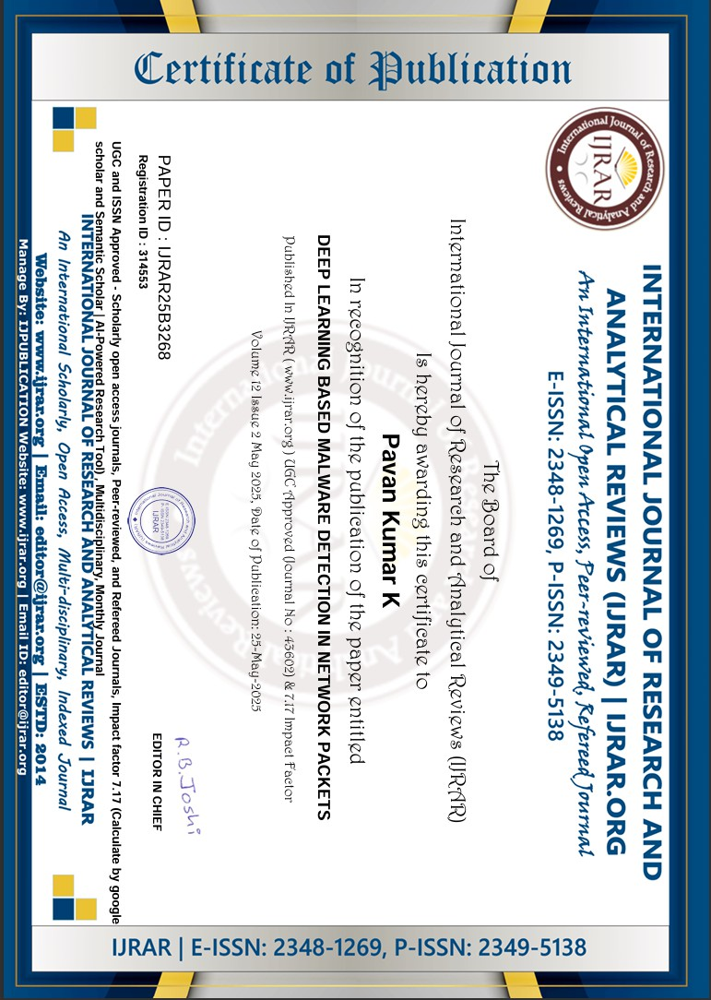 Certificate of Publication
International Journal of Research and Analytical Reviews
IJRAR
INTERNATIONAL JOURNAL OF RESEARCH AND
ANALYTICAL REVIEWS (IJRAR) | IJRAR.ORG
An International Open Access, Peer-reviewed, Refereed Journal
E-ISSN: 2348-1269, P-ISSN: 2349-5138
The Board of
International Journal of Research and Analytical Reviews (IJRAR)
Is hereby awarding this certificate to
Pavan Kumar K
In recognition of the publication of the paper entitled
DEEP LEARNING BASED MALWARE DETECTION IN NETWORK PACKETS
Published In IJRAR ( www.ijrar.org ) UGC Approved (Journal No : 43602) & 7.17 Impact Factor
Volume 12 Issue 2 May 2025, Date of Publication: 25-May-2025
PAPER ID : IJRAR25B3268
Registration ID : 314553
R.B.Joshi
EDITOR IN CHIEF
UGC and ISSN Approved - Scholarly open access journals, Peer-reviewed, and Refereed Journals, Impact factor 7.17 (Calculate by google
scholar and Semantic Scholar | AI-Powered Research Tool), Multidisciplinary, Monthly Journal
INTERNATIONAL JOURNAL OF RESEARCH AND ANALYTICAL REVIEWS | IJRAR
An International Scholarly, Open Access, Multi-disciplinary, Indexed Journal
Website: www.ijrar.org | Email: editor@ijrar.org | ESTD: 2014
Manage By: IJPUBLICATION Website: www.ijrar.org | Email ID: editor@ijrar.org
IJRAR | E-ISSN: 2348-1269, P-ISSN: 2349-5138